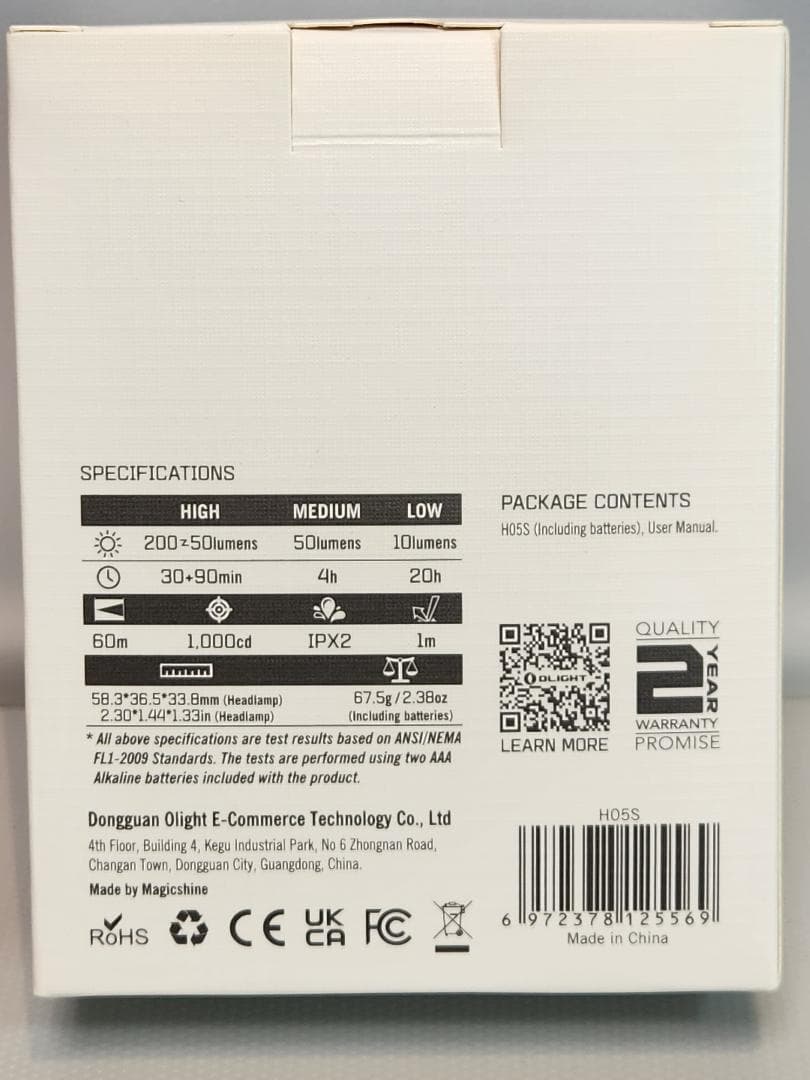 SPECIFICATIONS
HIGH MEDIUM LOW
200~50lumens 50lumens 10lumens
30+90min 4h 20h
60m 1,000cd IPX2 1m
58.3*36.5*33.8mm (Headlamp)
2.30*1.44*1.33in (Headlamp)
67.5g/2.38oz
(Including batteries)
* All above specifications are test results based on ANSI/NEMA
FL1-2009 Standards. The tests are performed using two AAA
Alkaline batteries included with the product.
Dongguan Olight E-Commerce Technology Co., Ltd
4th Floor, Building 4, Kegu Industrial Park, No 6 Zhongnan Road,
Changan Town, Dongguan City, Guangdong, China.
Made by Magicshine
RoHS CE UK CA FC
PACKAGE CONTENTS
H05S (Including batteries), User Manual.
OLIGHT
LEARN MORE
QUALITY
2 YEAR
WARRANTY
PROMISE
H05S
6 972378 125569
Made in China